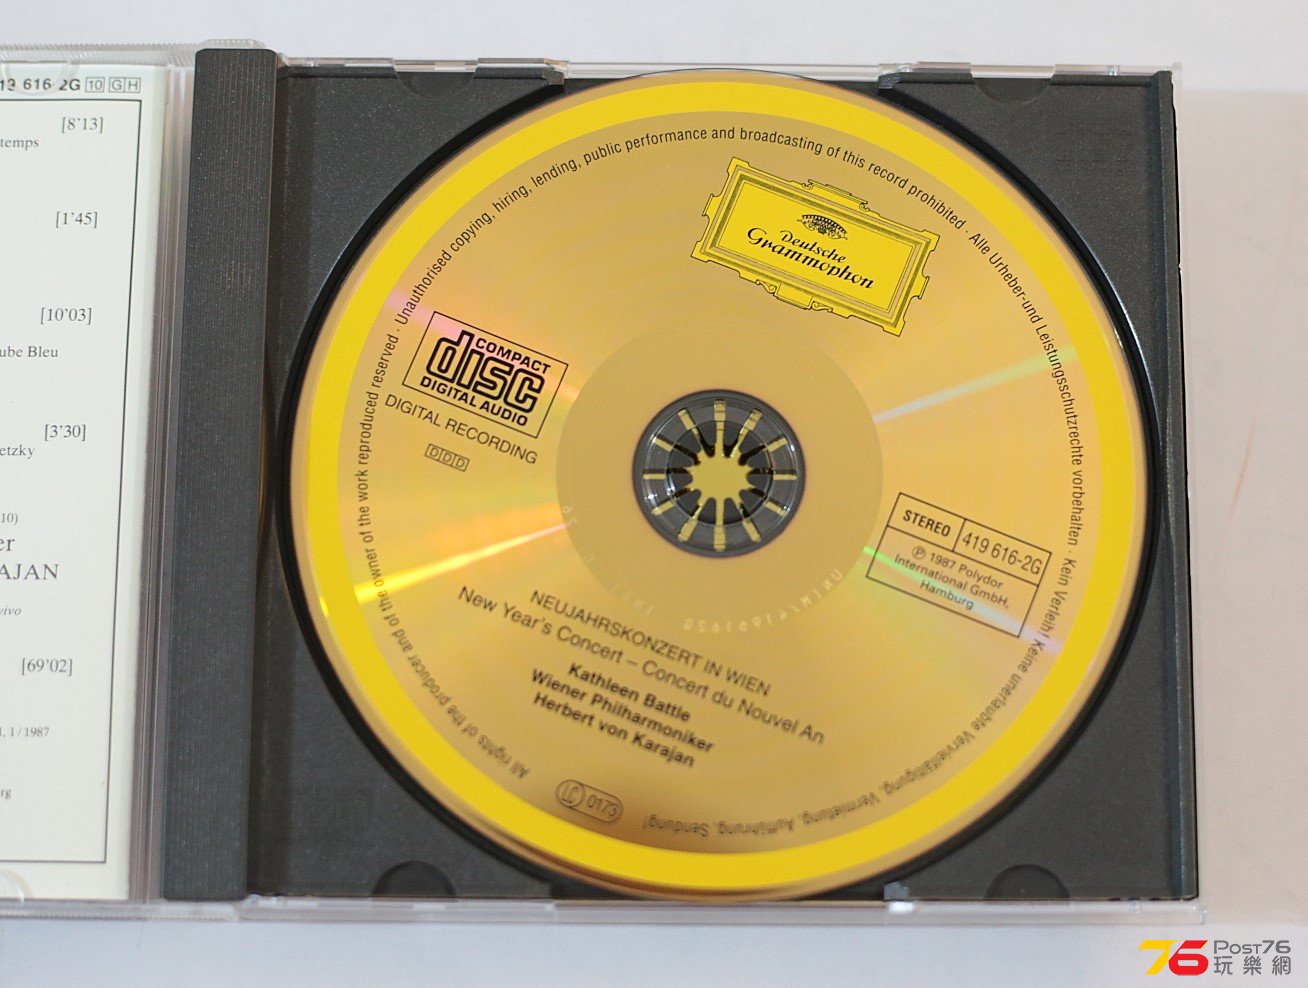 19 616-2G 10 GH
[8'13]
temps
[1'45]
[10'03]
ube Bleu
[3'30]
etzky
10)
er
AJAN
vivo
[69'02]
1/1987
rg
All rights of the producer and of the owner of the work reproduced reserved · Unauthorised copying, hiring, lending, public performance and broadcasting of this record prohibited · Alle Urheber- und Leistungsschutzrechte vorbehalten · Kein Verleih! Keine unerlaubte Vervielfältigung, Vermietung, Aufführung, Sendung!
Deutsche
Grammophon
COMPACT
disc
DIGITAL AUDIO
DIGITAL RECORDING
DDD
STEREO 419 616-2G
℗ 1987 Polydor
International GmbH,
Hamburg
NEUJAHRSKONZERT IN WIEN
New Year's Concert – Concert du Nouvel An
Kathleen Battle
Wiener Philharmoniker
Herbert von Karajan
LC 0173
76 POST76
玩樂網